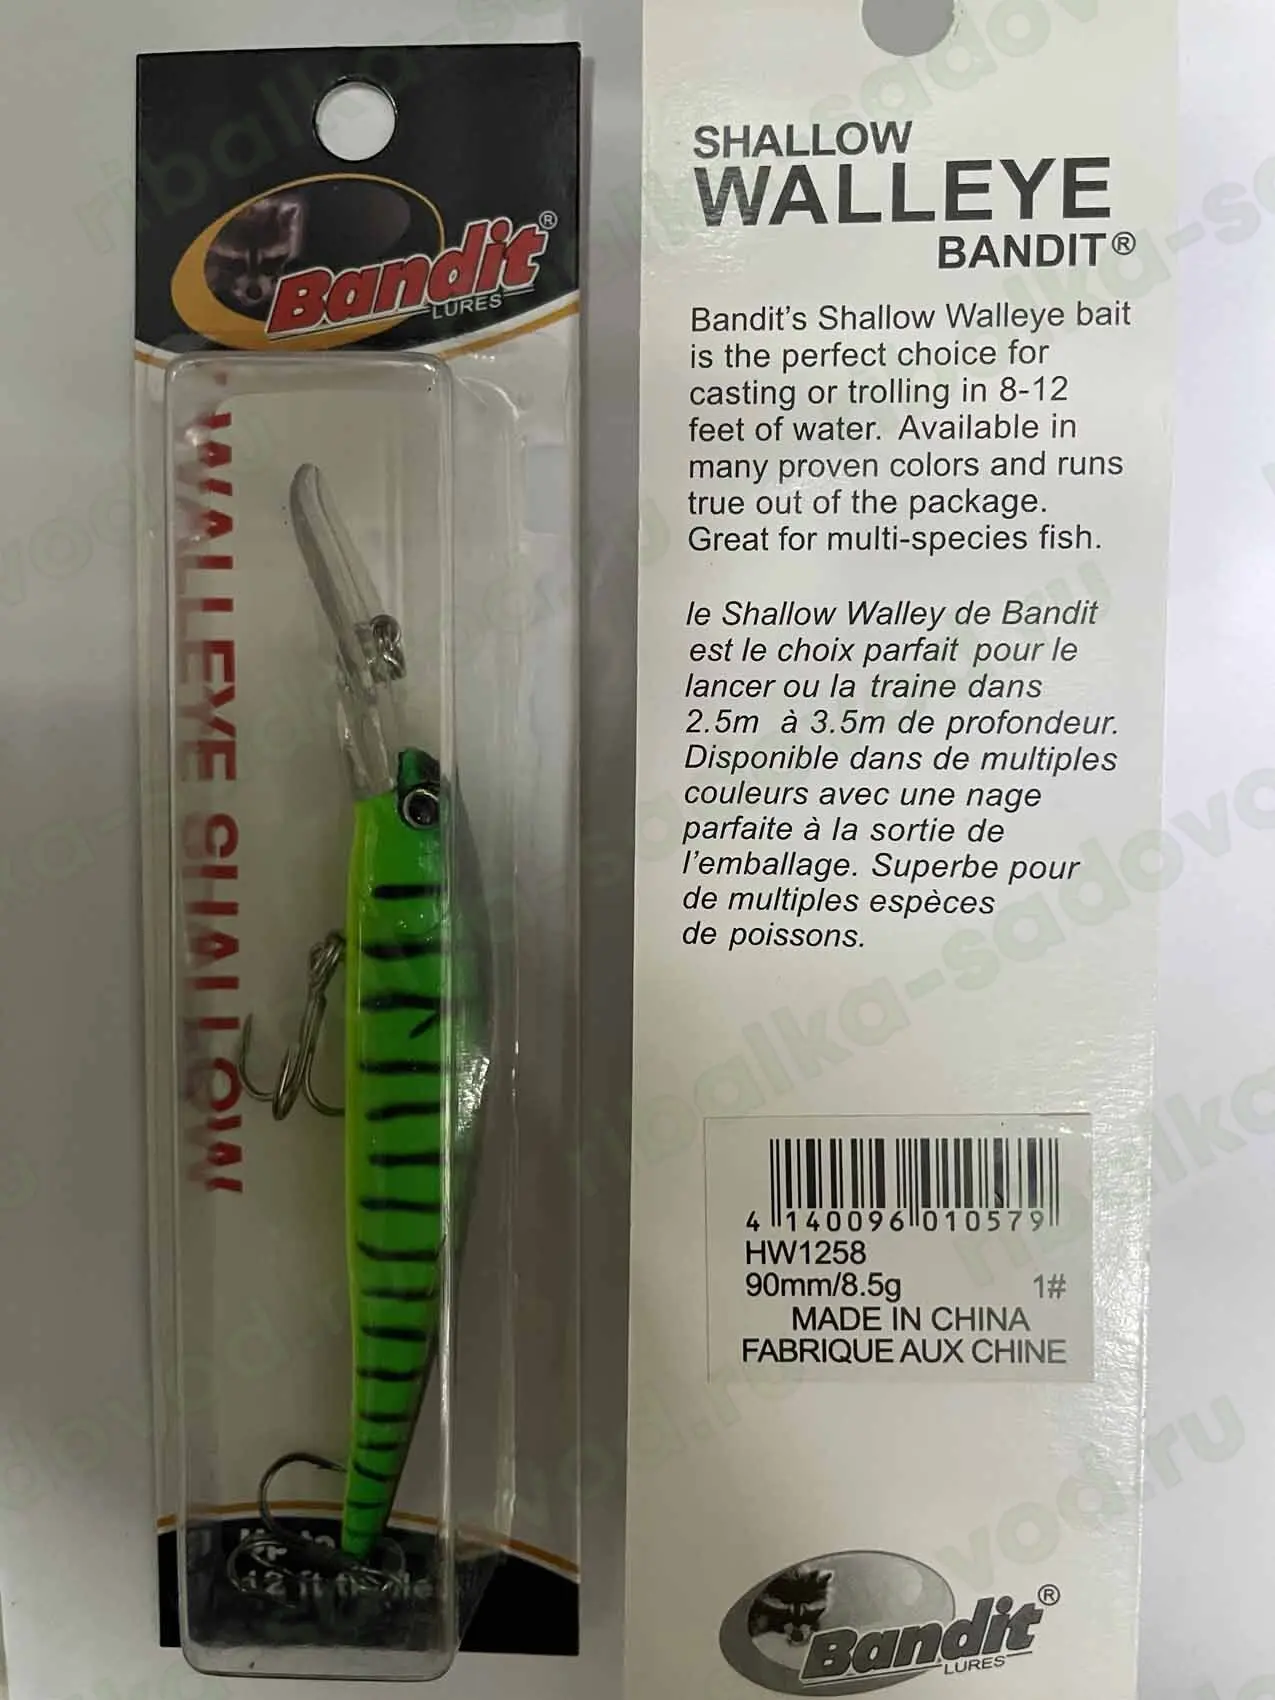 Bandit®
LURES
WALLEYE SHALLOW
12 ft
SHALLOW
WALLEYE
BANDIT®
Bandit's Shallow Walleye bait
is the perfect choice for
casting or trolling in 8-12
feet of water. Available in
many proven colors and runs
true out of the package.
Great for multi-species fish.
le Shallow Walley de Bandit
est le choix parfait pour le
lancer ou la traine dans
2.5m à 3.5m de profondeur.
Disponible dans de multiples
couleurs avec une nage
parfaite à la sortie de
l'emballage. Superbe pour
de multiples espèces
de poissons.
4 140096 010579
HW1258
90mm/8.5g 1#
MADE IN CHINA
FABRIQUE AUX CHINE
Bandit®
LURES
ribalka-sadovod.ru